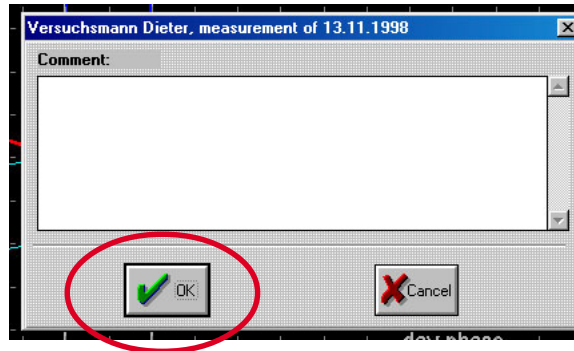 Versuchsmann Dieter, measurement of 13.11.1998
Comment:
OK
Cancel
day phase